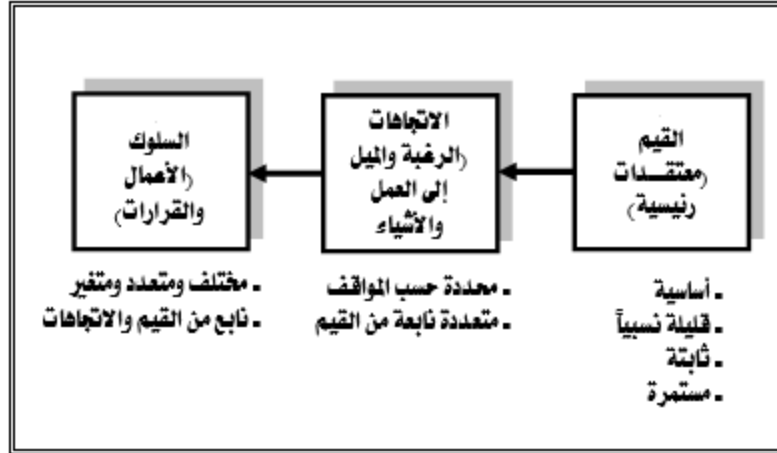 القيم
(معتقــدات
رئيسية)
الاتجاهات
(الرغبة والميل
إلى العمل
والأشياء
السلوك
(الأعمال
والقرارات)
- أساسية
- قليلة نسبياً
- ثابتة
- مستمرة
- محددة حسب المواقف
- متعددة نابعة من القيم
- مختلف ومتعدد ومتغير
- نابع من القيم والاتجاهات